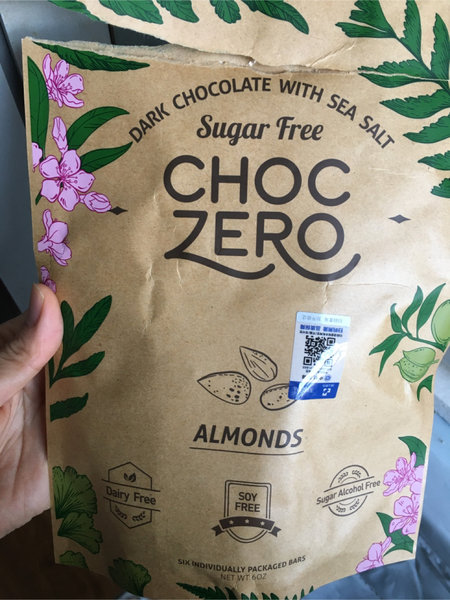 DARK CHOCOLATE WITH SEA SALT
Sugar Free
CHOC
ZERO
ALMONDS
Dairy Free
SOY
FREE
Sugar Alcohol Free
SIX INDIVIDUALLY PACKAGED BARS
NET WT 6OZ